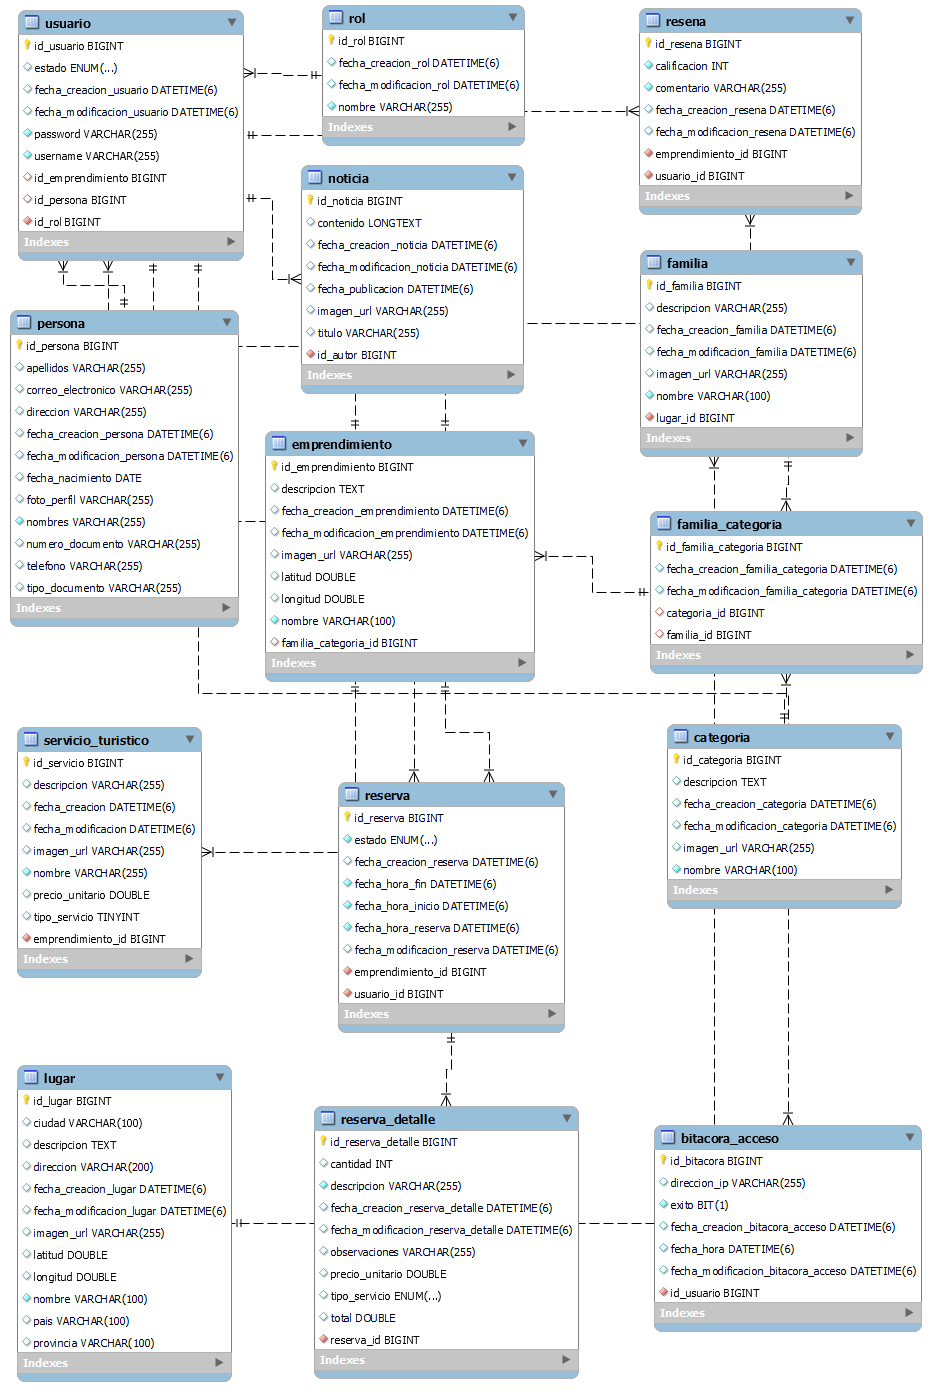 usuario
id_usuario BIGINT
estado ENUM(...)
fecha_creacion_usuario DATETIME(6)
fecha_modificacion_usuario DATETIME(6)
password VARCHAR(255)
username VARCHAR(255)
id_emprendimiento BIGINT
id_persona BIGINT
id_rol BIGINT
Indexes
rol
id_rol BIGINT
fecha_creacion_rol DATETIME(6)
fecha_modificacion_rol DATETIME(6)
nombre VARCHAR(255)
Indexes
resena
id_resena BIGINT
calificacion INT
comentario VARCHAR(255)
fecha_creacion_resena DATETIME(6)
fecha_modificacion_resena DATETIME(6)
emprendimiento_id BIGINT
usuario_id BIGINT
Indexes
noticia
id_noticia BIGINT
contenido LONGTEXT
fecha_creacion_noticia DATETIME(6)
fecha_modificacion_noticia DATETIME(6)
fecha_publicacion DATETIME(6)
imagen_url VARCHAR(255)
titulo VARCHAR(255)
id_autor BIGINT
Indexes
familia
id_familia BIGINT
descripcion VARCHAR(255)
fecha_creacion_familia DATETIME(6)
fecha_modificacion_familia DATETIME(6)
imagen_url VARCHAR(255)
nombre VARCHAR(100)
lugar_id BIGINT
Indexes
persona
id_persona BIGINT
apellidos VARCHAR(255)
correo_electronico VARCHAR(255)
direccion VARCHAR(255)
fecha_creacion_persona DATETIME(6)
fecha_modificacion_persona DATETIME(6)
fecha_nacimiento DATE
foto_perfil VARCHAR(255)
nombres VARCHAR(255)
numero_documento VARCHAR(255)
telefono VARCHAR(255)
tipo_documento VARCHAR(255)
Indexes
emprendimiento
id_emprendimiento BIGINT
descripcion TEXT
fecha_creacion_emprendimiento DATETIME(6)
fecha_modificacion_emprendimiento DATETIME(6)
imagen_url VARCHAR(255)
latitud DOUBLE
longitud DOUBLE
nombre VARCHAR(100)
familia_categoria_id BIGINT
Indexes
familia_categoria
id_familia_categoria BIGINT
fecha_creacion_familia_categoria DATETIME(6)
fecha_modificacion_familia_categoria DATETIME(6)
categoria_id BIGINT
familia_id BIGINT
Indexes
servicio_turistico
id_servicio BIGINT
descripcion VARCHAR(255)
fecha_creacion DATETIME(6)
fecha_modificacion DATETIME(6)
imagen_url VARCHAR(255)
nombre VARCHAR(255)
precio_unitario DOUBLE
tipo_servicio TINYINT
emprendimiento_id BIGINT
Indexes
reserva
id_reserva BIGINT
estado ENUM(...)
fecha_creacion_reserva DATETIME(6)
fecha_hora_fin DATETIME(6)
fecha_hora_inicio DATETIME(6)
fecha_hora_reserva DATETIME(6)
fecha_modificacion_reserva DATETIME(6)
emprendimiento_id BIGINT
usuario_id BIGINT
Indexes
categoria
id_categoria BIGINT
descripcion TEXT
fecha_creacion_categoria DATETIME(6)
fecha_modificacion_categoria DATETIME(6)
imagen_url VARCHAR(255)
nombre VARCHAR(100)
Indexes
lugar
id_lugar BIGINT
ciudad VARCHAR(100)
descripcion TEXT
direccion VARCHAR(200)
fecha_creacion_lugar DATETIME(6)
fecha_modificacion_lugar DATETIME(6)
imagen_url VARCHAR(255)
latitud DOUBLE
longitud DOUBLE
nombre VARCHAR(100)
pais VARCHAR(100)
provincia VARCHAR(100)
Indexes
reserva_detalle
id_reserva_detalle BIGINT
cantidad INT
descripcion VARCHAR(255)
fecha_creacion_reserva_detalle DATETIME(6)
fecha_modificacion_reserva_detalle DATETIME(6)
observaciones VARCHAR(255)
precio_unitario DOUBLE
tipo_servicio ENUM(...)
total DOUBLE
reserva_id BIGINT
Indexes
bitacora_acceso
id_bitacora BIGINT
direccion_ip VARCHAR(255)
exito BIT(1)
fecha_creacion_bitacora_acceso DATETIME(6)
fecha_hora DATETIME(6)
fecha_modificacion_bitacora_acceso DATETIME(6)
id_usuario BIGINT
Indexes